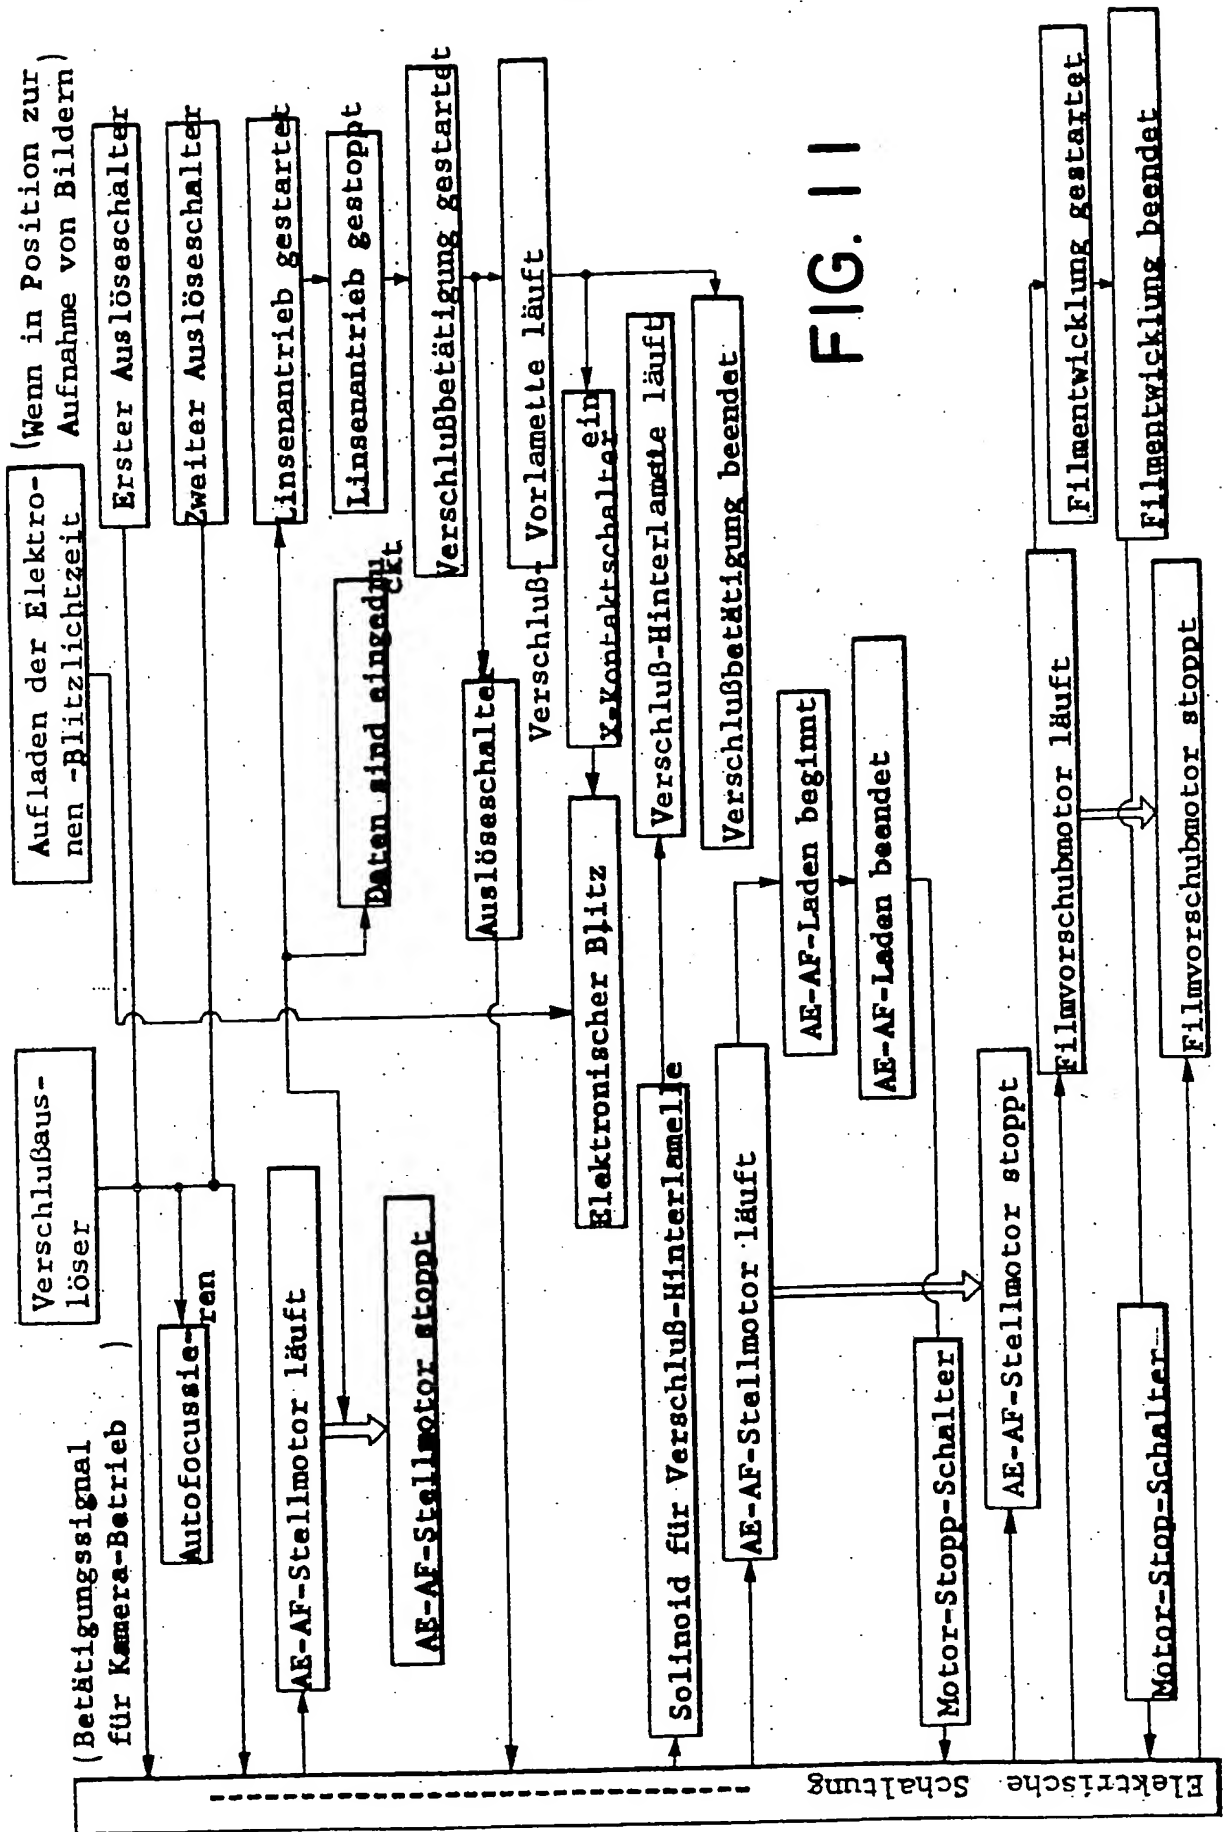 (Betätigungssignal
für Kamera-Betrieb )
Verschlußaus-
löser
Aufladen der Elektro-
nen -Blitzlichtzeit
(Wenn in Position zur
Aufnahme von Bildern)
Erster Auslöseschalter
Autofocussie-
ren
Zweiter Auslöseschalter
AE-AF-Stellmotor läuft
Linsenantrieb gestartet
Daten sind eingedru
ckt
Linsenantrieb gestoppt
AE-AF-Stellmotor stoppt
Verschlußbetätigung gestartet
Auslöseschalter
Verschluß- Vorlamelle läuft
Elektronischer Blitz
ein
X-Kontaktschalter
Solinoid für Verschluß-Hinterlamelle
Verschluß-Hinterlamelle läuft
Verschlußbetätigung beendet
AE-AF-Stellmotor läuft
AE-AF-Laden beginnt
AE-AF-Laden beendet
FIG. 11
Motor-Stopp-Schalter
AE-AF-Stellmotor stoppt
Filmvorschubmotor läuft
Filmentwicklung gestartet
Filmentwicklung beendet
Motor-Stop-Schalter
Filmvorschubmotor stoppt
Elektrische
Schaltung